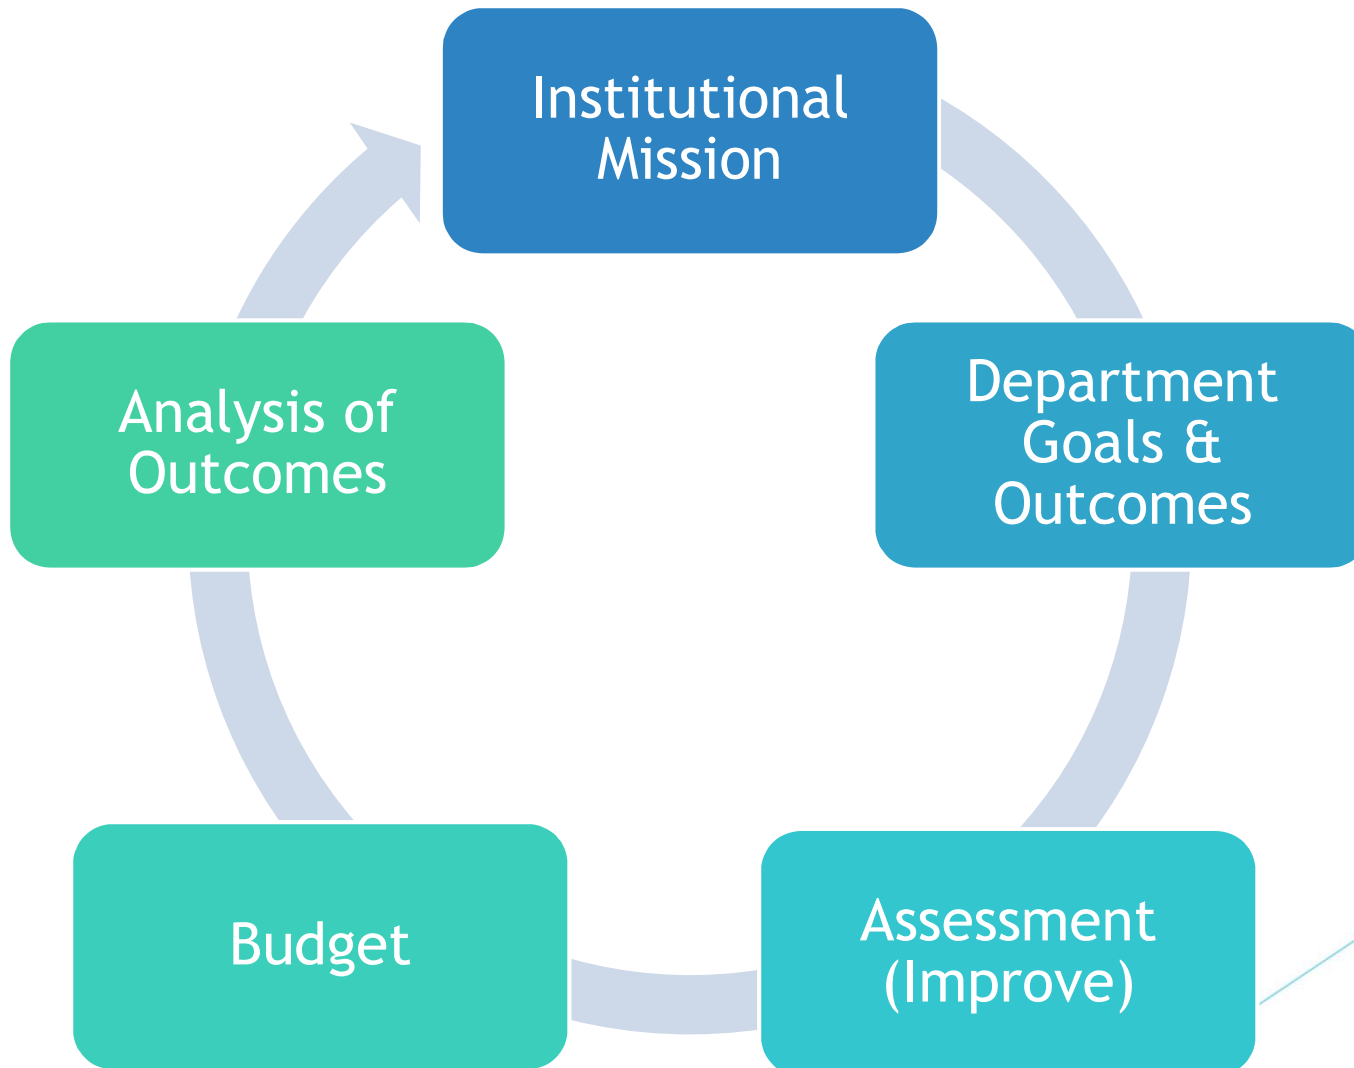 Institutional
Mission
Department
Goals &
Outcomes
Assessment
(Improve)
Budget
Analysis of
Outcomes